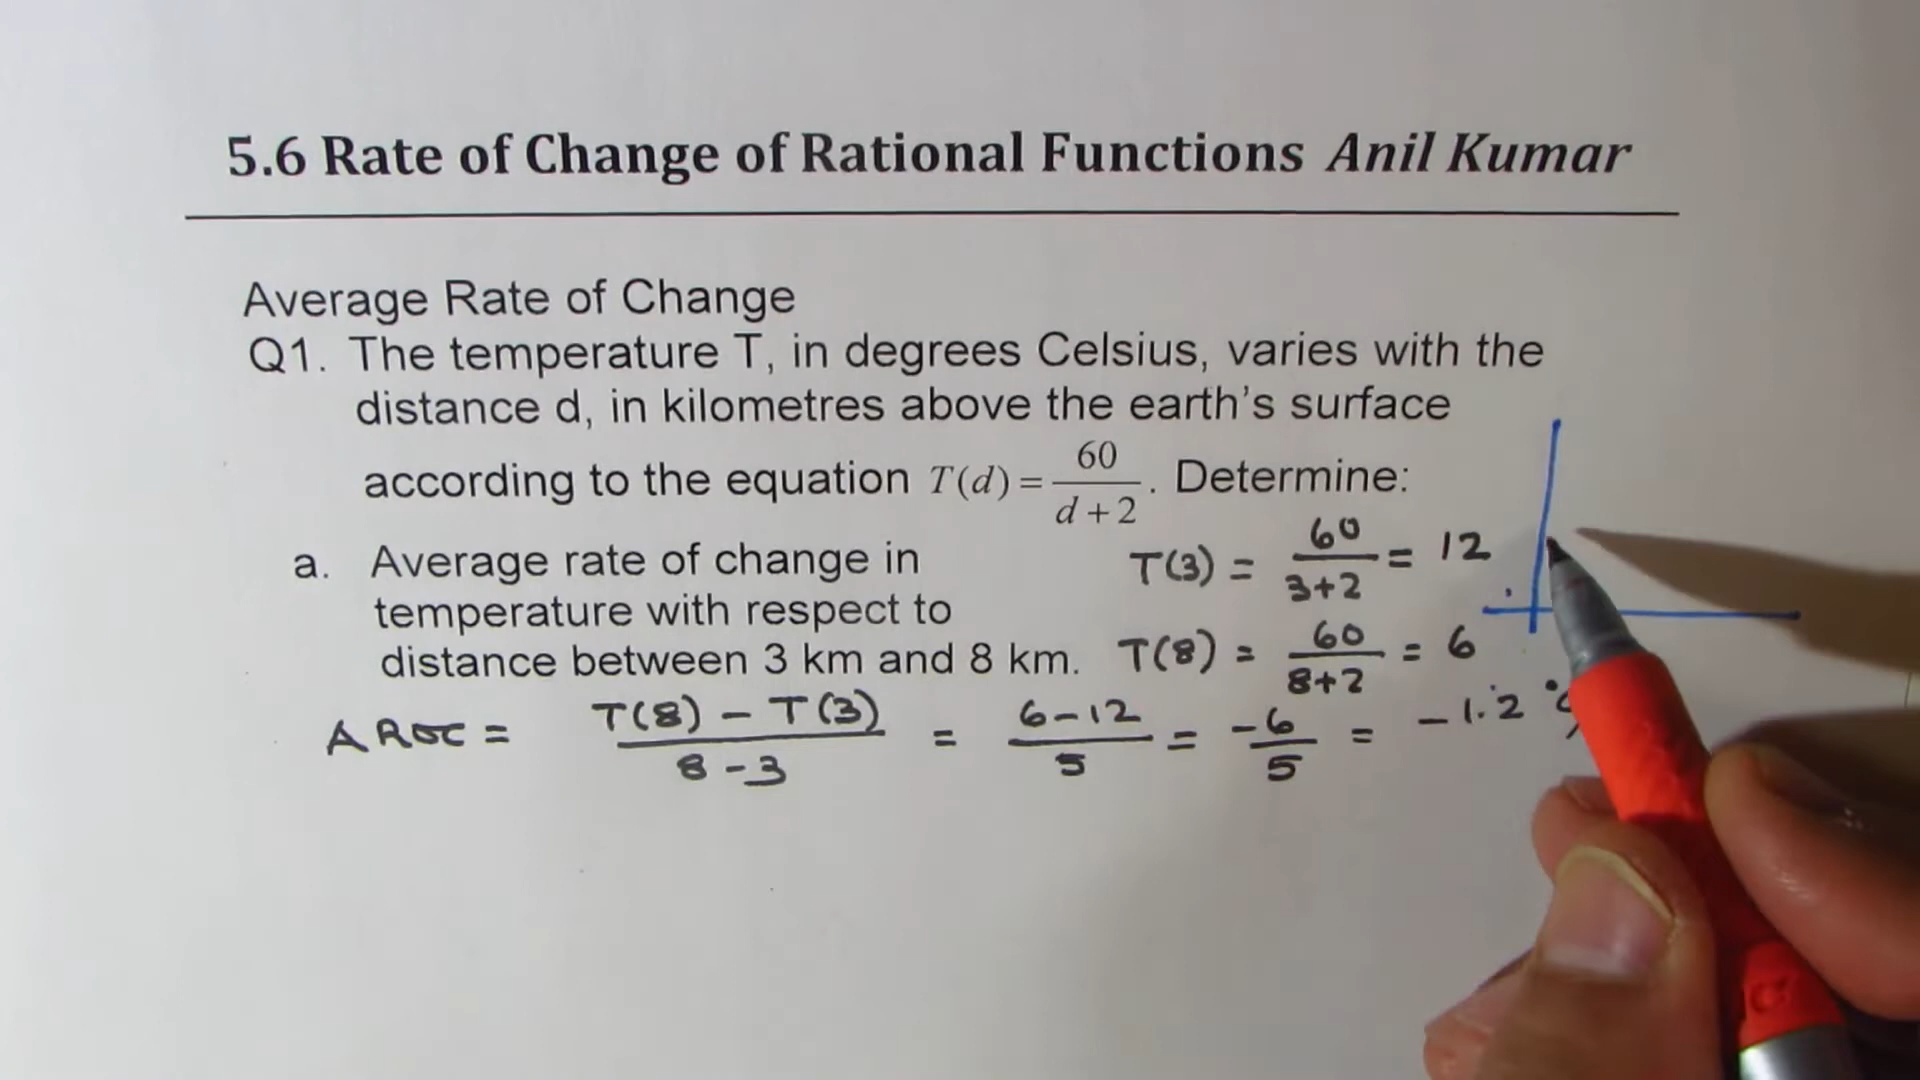 5.6 Rate of Change of Rational Functions Anil Kumar
Average Rate of Change
Q1. The temperature T, in degrees Celsius, varies with the
distance d, in kilometres above the earth's surface
according to the equation T(d) = 60/(d + 2). Determine:
a. Average rate of change in
temperature with respect to
distance between 3 km and 8 km.
T(3) = 60/(3+2) = 12
T(8) = 60/(8+2) = 6
AROC = (T(8) - T(3))/(8 - 3) = (6 - 12)/5 = -6/5 = -1.2 °